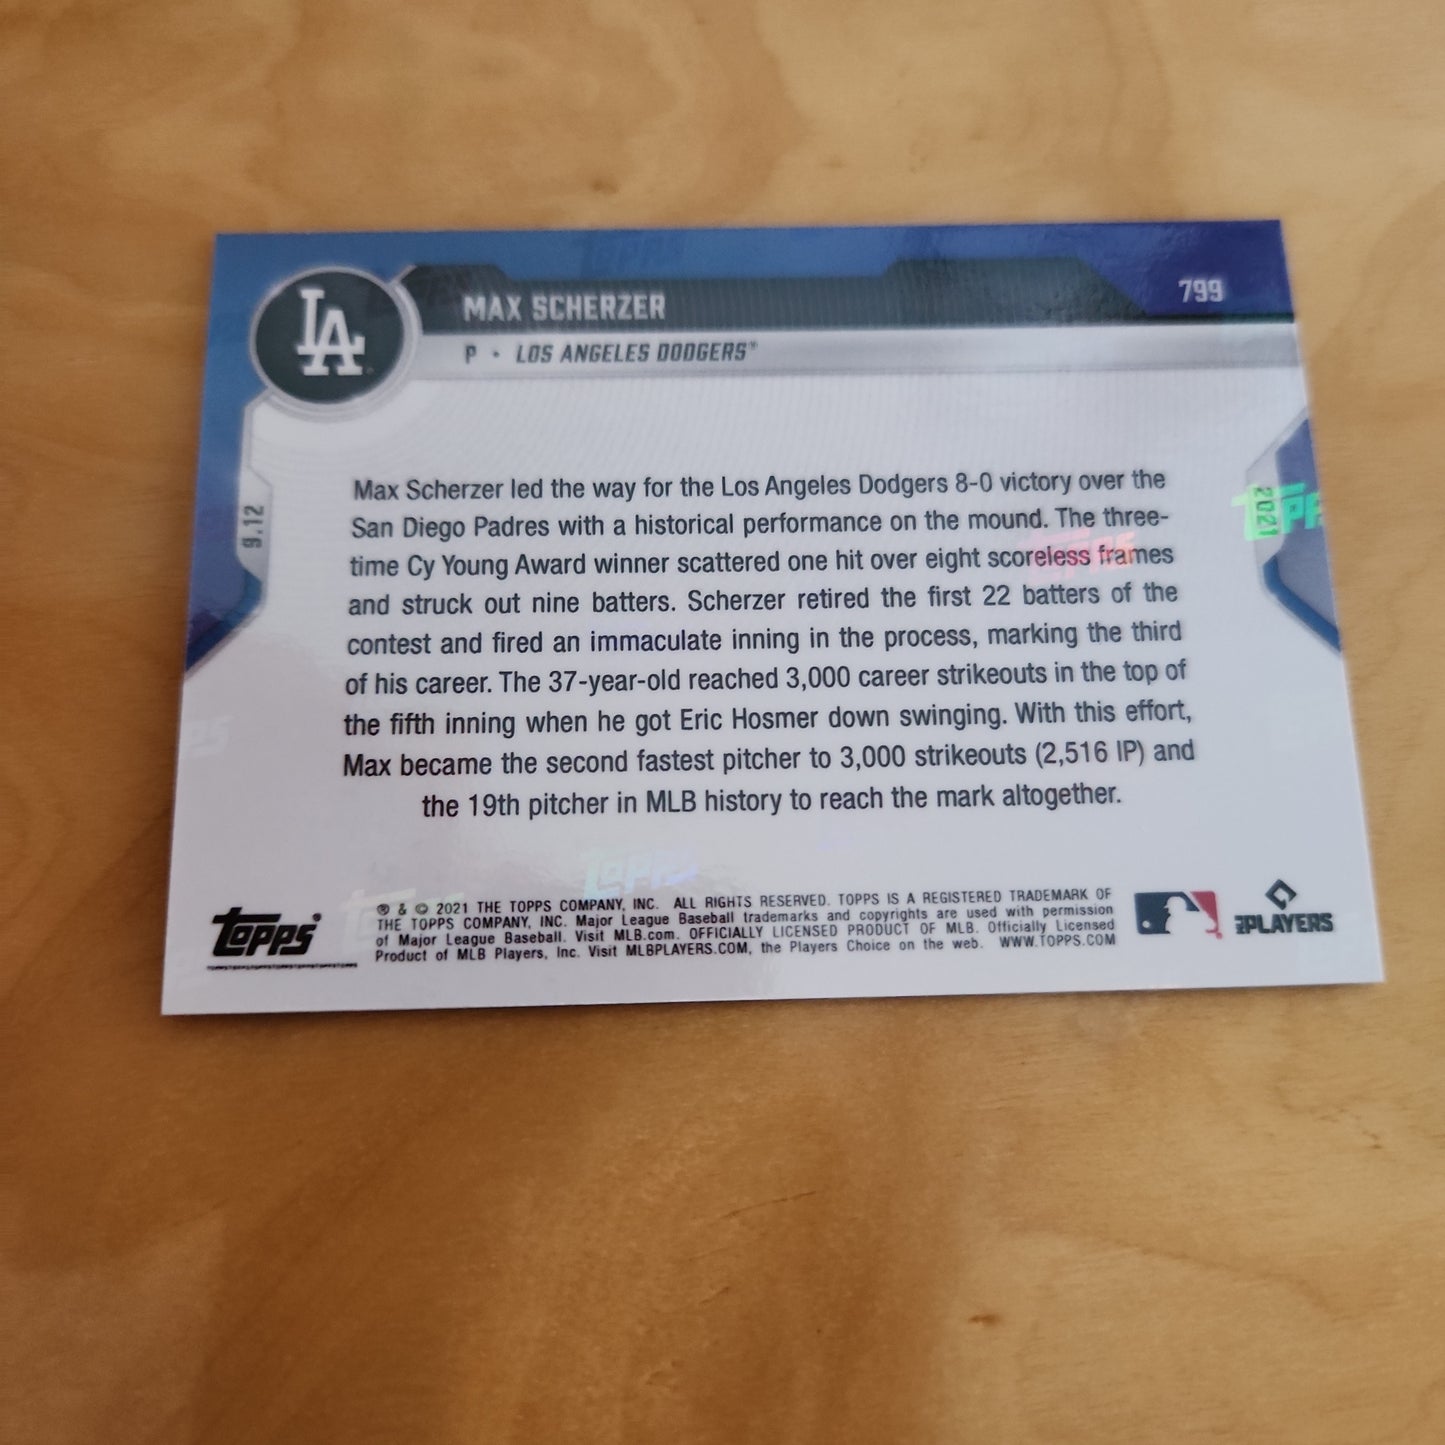 LA
MAX SCHERZER
799
P • LOS ANGELES DODGERS®
9.12
2021
Max Scherzer led the way for the Los Angeles Dodgers 8-0 victory over the
San Diego Padres with a historical performance on the mound. The three-
time Cy Young Award winner scattered one hit over eight scoreless frames
and struck out nine batters. Scherzer retired the first 22 batters of the
contest and fired an immaculate inning in the process, marking the third
of his career. The 37-year-old reached 3,000 career strikeouts in the top of
the fifth inning when he got Eric Hosmer down swinging. With this effort,
Max became the second fastest pitcher to 3,000 strikeouts (2,516 IP) and
the 19th pitcher in MLB history to reach the mark altogether.
Topps®
® & © 2021 THE TOPPS COMPANY, INC. ALL RIGHTS RESERVED. TOPPS IS A REGISTERED TRADEMARK OF
THE TOPPS COMPANY, INC. Major League Baseball trademarks and copyrights are used with permission
of Major League Baseball. Visit MLB.com. OFFICIALLY LICENSED PRODUCT OF MLB. Officially Licensed
Product of MLB Players, Inc. Visit MLBPLAYERS.COM, the Players Choice on the web. WWW.TOPPS.COM
PLAYERS